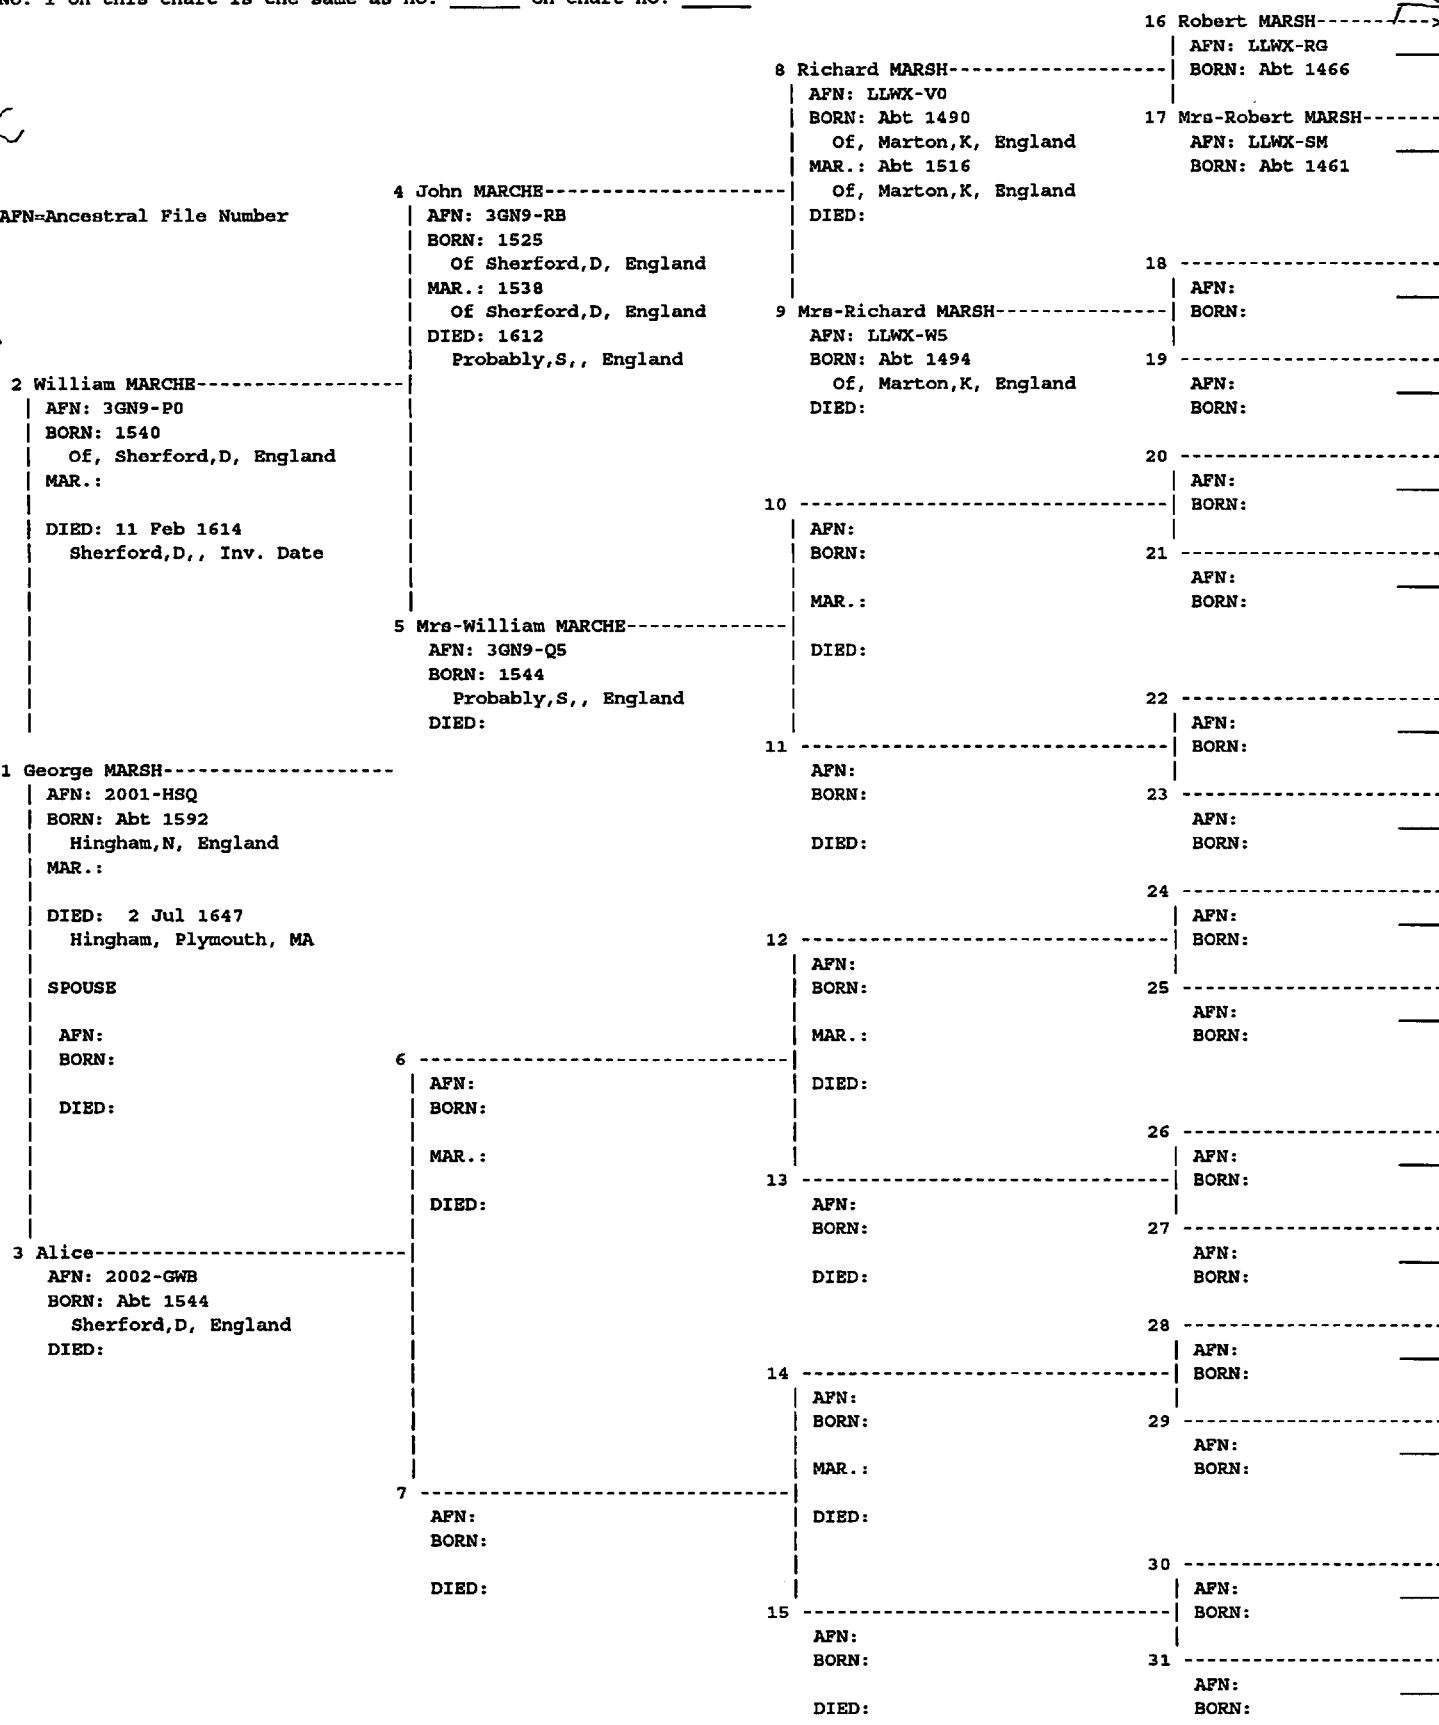 No. 1 on this chart is the same as no. ______ on chart no. ______
AFN=Ancestral File Number
16 Robert MARSH
AFN: LLWX-RG
BORN: Abt 1466
8 Richard MARSH
AFN: LLWX-V0
BORN: Abt 1490
Of, Marton,K, England
MAR.: Abt 1516
Of, Marton,K, England
DIED:
17 Mrs-Robert MARSH
AFN: LLWX-SM
BORN: Abt 1461
4 John MARCHE
AFN: 3GN9-RB
BORN: 1525
Of Sherford,D, England
MAR.: 1538
Of Sherford,D, England
DIED: 1612
Probably,S,, England
18
AFN:
BORN:
9 Mrs-Richard MARSH
AFN: LLWX-W5
BORN: Abt 1494
Of, Marton,K, England
DIED:
19
AFN:
BORN:
2 William MARCHE
AFN: 3GN9-P0
BORN: 1540
Of, Sherford,D, England
MAR.:
DIED: 11 Feb 1614
Sherford,D,, Inv. Date
20
AFN:
BORN:
10
AFN:
BORN:
MAR.:
DIED:
21
AFN:
BORN:
5 Mrs-William MARCHE
AFN: 3GN9-Q5
BORN: 1544
Probably,S,, England
DIED:
22
AFN:
BORN:
11
AFN:
BORN:
DIED:
23
AFN:
BORN:
1 George MARSH
AFN: 2001-HSQ
BORN: Abt 1592
Hingham,N, England
MAR.:
DIED: 2 Jul 1647
Hingham, Plymouth, MA
SPOUSE
AFN:
BORN:
DIED:
24
AFN:
BORN:
12
AFN:
BORN:
MAR.:
DIED:
25
AFN:
BORN:
6
AFN:
BORN:
MAR.:
DIED:
26
AFN:
BORN:
13
AFN:
BORN:
DIED:
27
AFN:
BORN:
3 Alice
AFN: 2002-GWB
BORN: Abt 1544
Sherford,D, England
DIED:
28
AFN:
BORN:
14
AFN:
BORN:
MAR.:
DIED:
29
AFN:
BORN:
7
AFN:
BORN:
DIED:
30
AFN:
BORN:
15
AFN:
BORN:
DIED:
31
AFN:
BORN: